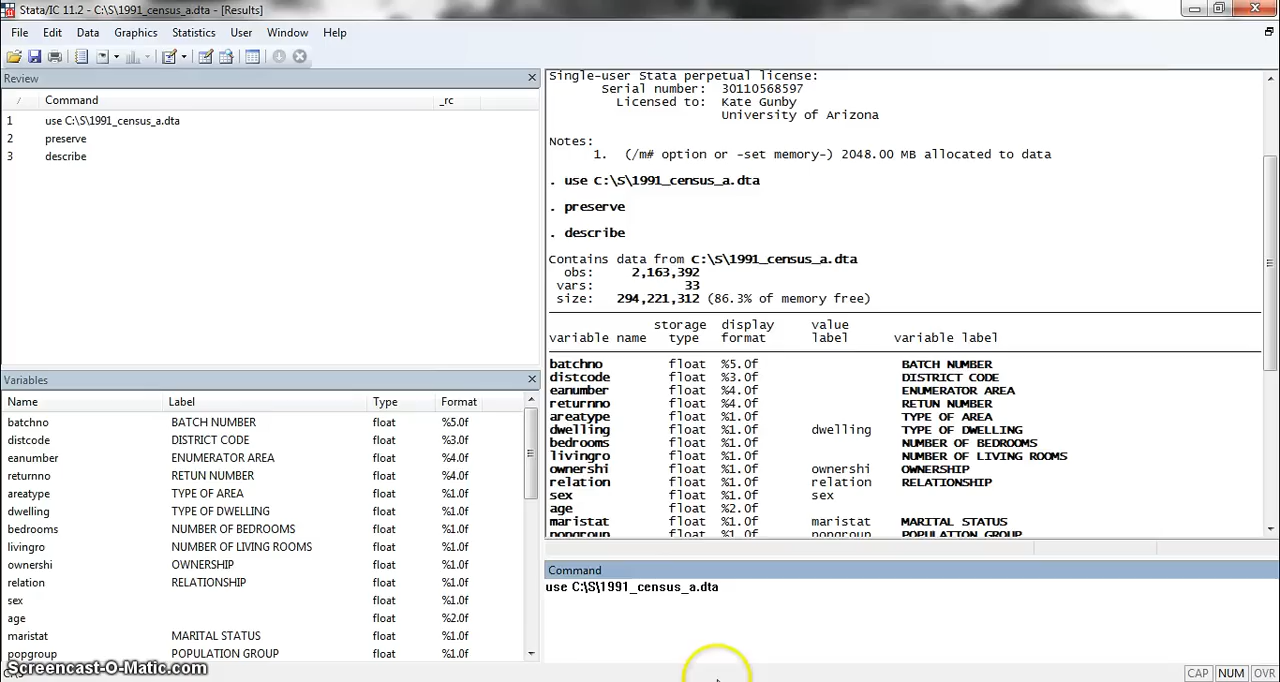 Stata/IC 11.2 - C:\S\1991_census_a.dta - [Results]
File Edit Data Graphics Statistics User Window Help
Review
/ Command _rc
1 use C:\S\1991_census_a.dta
2 preserve
3 describe
Variables
Name Label Type Format
batchno BATCH NUMBER float %5.0f
distcode DISTRICT CODE float %3.0f
eanumber ENUMERATOR AREA float %4.0f
returnno RETUN NUMBER float %4.0f
areatype TYPE OF AREA float %1.0f
dwelling TYPE OF DWELLING float %1.0f
bedrooms NUMBER OF BEDROOMS float %1.0f
livingro NUMBER OF LIVING ROOMS float %1.0f
ownershi OWNERSHIP float %1.0f
relation RELATIONSHIP float %1.0f
sex float %1.0f
age float %2.0f
maristat MARITAL STATUS float %1.0f
popgroup POPULATION GROUP float %1.0f
Single-user Stata perpetual license:
Serial number: 30110568597
Licensed to: Kate Gunby
University of Arizona
Notes:
1. (/m# option or -set memory-) 2048.00 MB allocated to data
. use C:\S\1991_census_a.dta
. preserve
. describe
Contains data from C:\S\1991_census_a.dta
obs: 2,163,392
vars: 33
size: 294,221,312 (86.3% of memory free)
storage display value
variable name type format label variable label
batchno float %5.0f BATCH NUMBER
distcode float %3.0f DISTRICT CODE
eanumber float %4.0f ENUMERATOR AREA
returnno float %4.0f RETUN NUMBER
areatype float %1.0f TYPE OF AREA
dwelling float %1.0f dwelling TYPE OF DWELLING
bedrooms float %1.0f NUMBER OF BEDROOMS
livingro float %1.0f NUMBER OF LIVING ROOMS
ownershi float %1.0f ownershi OWNERSHIP
relation float %1.0f relation RELATIONSHIP
sex float %1.0f sex
age float %2.0f
maristat float %1.0f maristat MARITAL STATUS
popgroup float %1.0f popgroup POPULATION GROUP
Command
use C:\S\1991_census_a.dta
Screencast-O-Matic.com
CAP NUM OVR